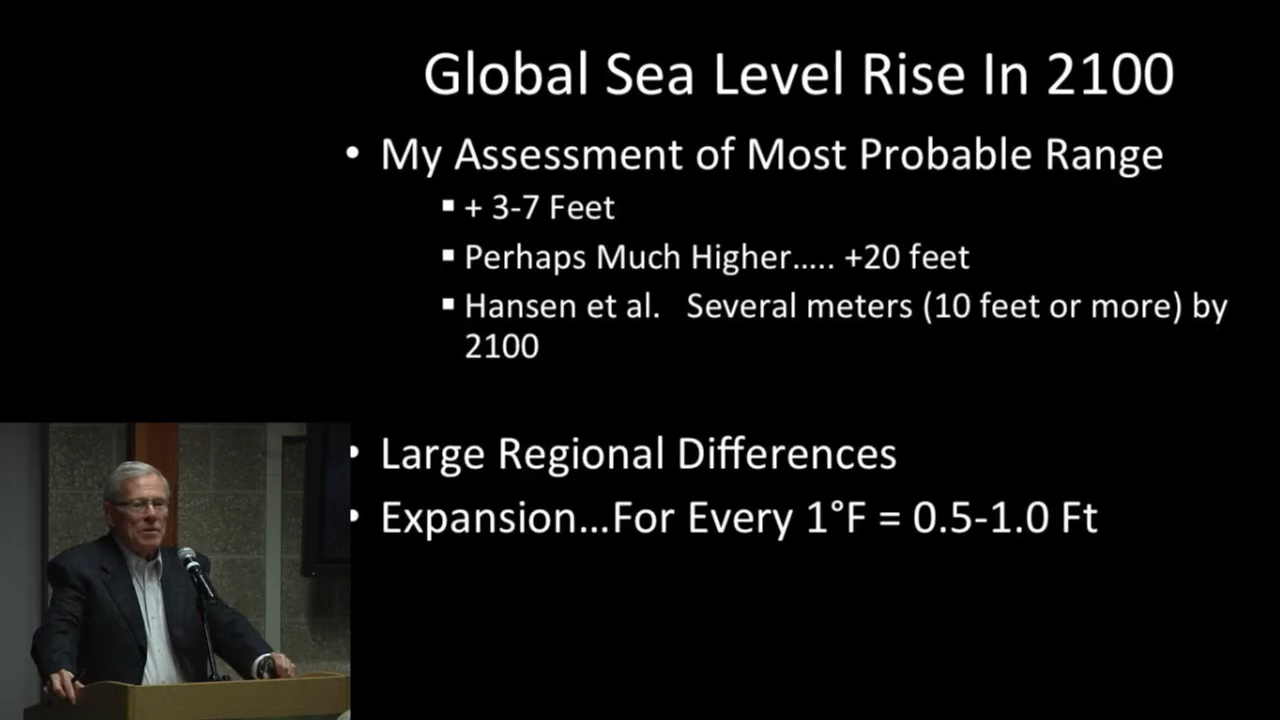 Global Sea Level Rise In 2100
• My Assessment of Most Probable Range
▪ + 3-7 Feet
▪ Perhaps Much Higher..... +20 feet
▪ Hansen et al.   Several meters (10 feet or more) by
2100
• Large Regional Differences
• Expansion...For Every 1°F = 0.5-1.0 Ft